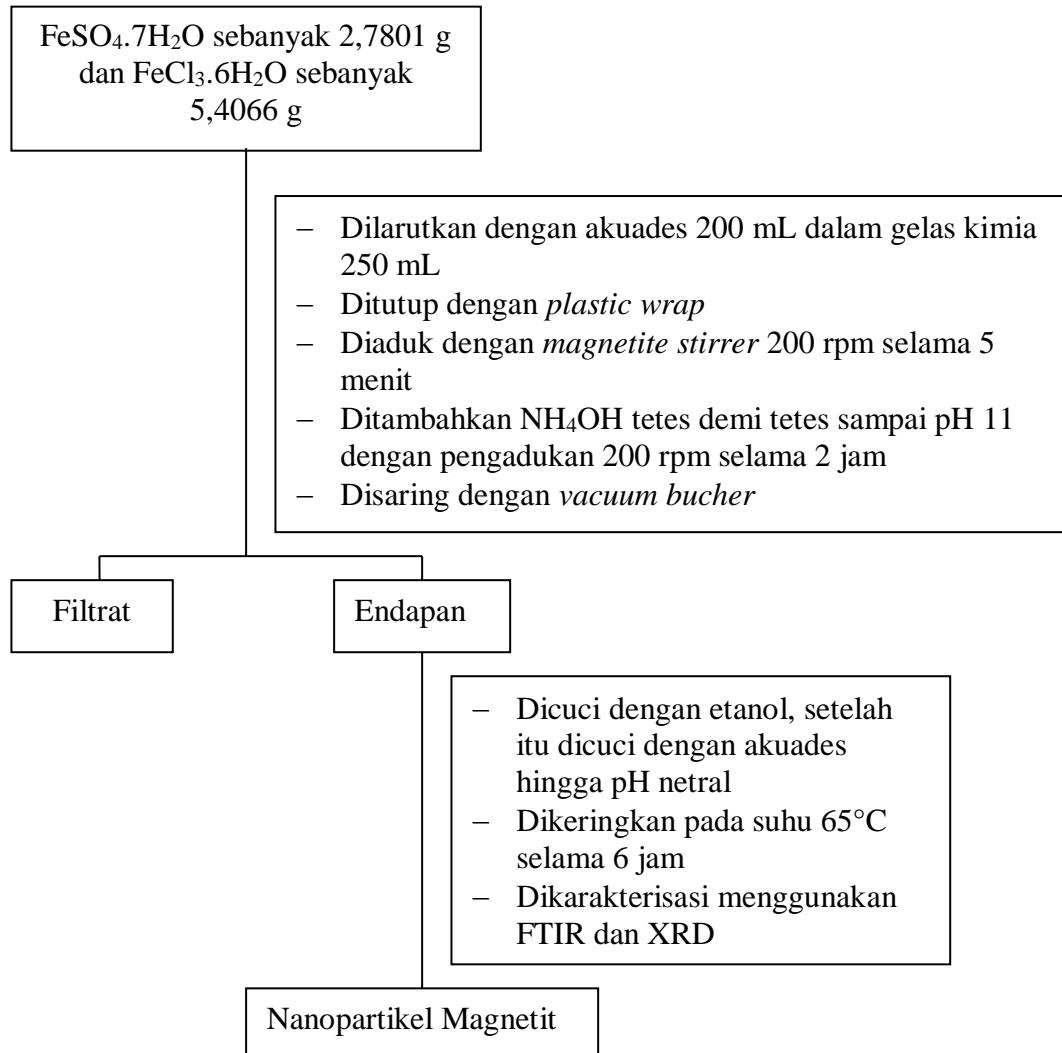 FeSO₄.7H₂O sebanyak 2,7801 g
dan FeCl₃.6H₂O sebanyak
5,4066 g
– Dilarutkan dengan akuades 200 mL dalam gelas kimia
250 mL
– Ditutup dengan plastic wrap
– Diaduk dengan magnetite stirrer 200 rpm selama 5
menit
– Ditambahkan NH₄OH tetes demi tetes sampai pH 11
dengan pengadukan 200 rpm selama 2 jam
– Disaring dengan vacuum bucher
Filtrat
Endapan
– Dicuci dengan etanol, setelah
itu dicuci dengan akuades
hingga pH netral
– Dikeringkan pada suhu 65°C
selama 6 jam
– Dikarakterisasi menggunakan
FTIR dan XRD
Nanopartikel Magnetit